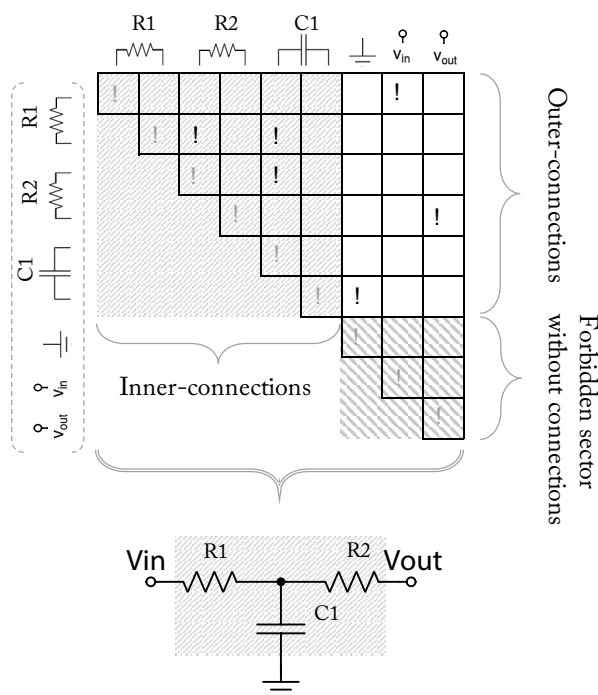 R1 R2 C1
vin vout
R1
R2
C1
vin
vout
! !
! ! !
! !
! !
!
! !
!
!
!
Outer-connections
Forbidden sector
without connections
Inner-connections
Vin R1 R2 Vout
C1